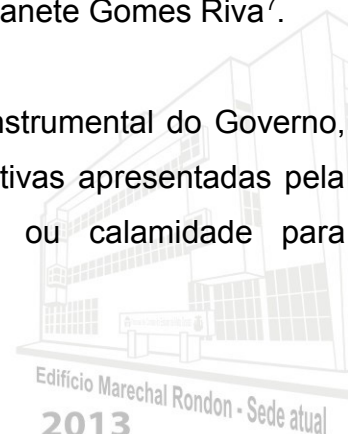 anete Gomes Riva⁷.
nstrumental do Governo,
tivas apresentadas pela
ou calamidade para
Edifício Marechal Rondon - Sede atual
2013